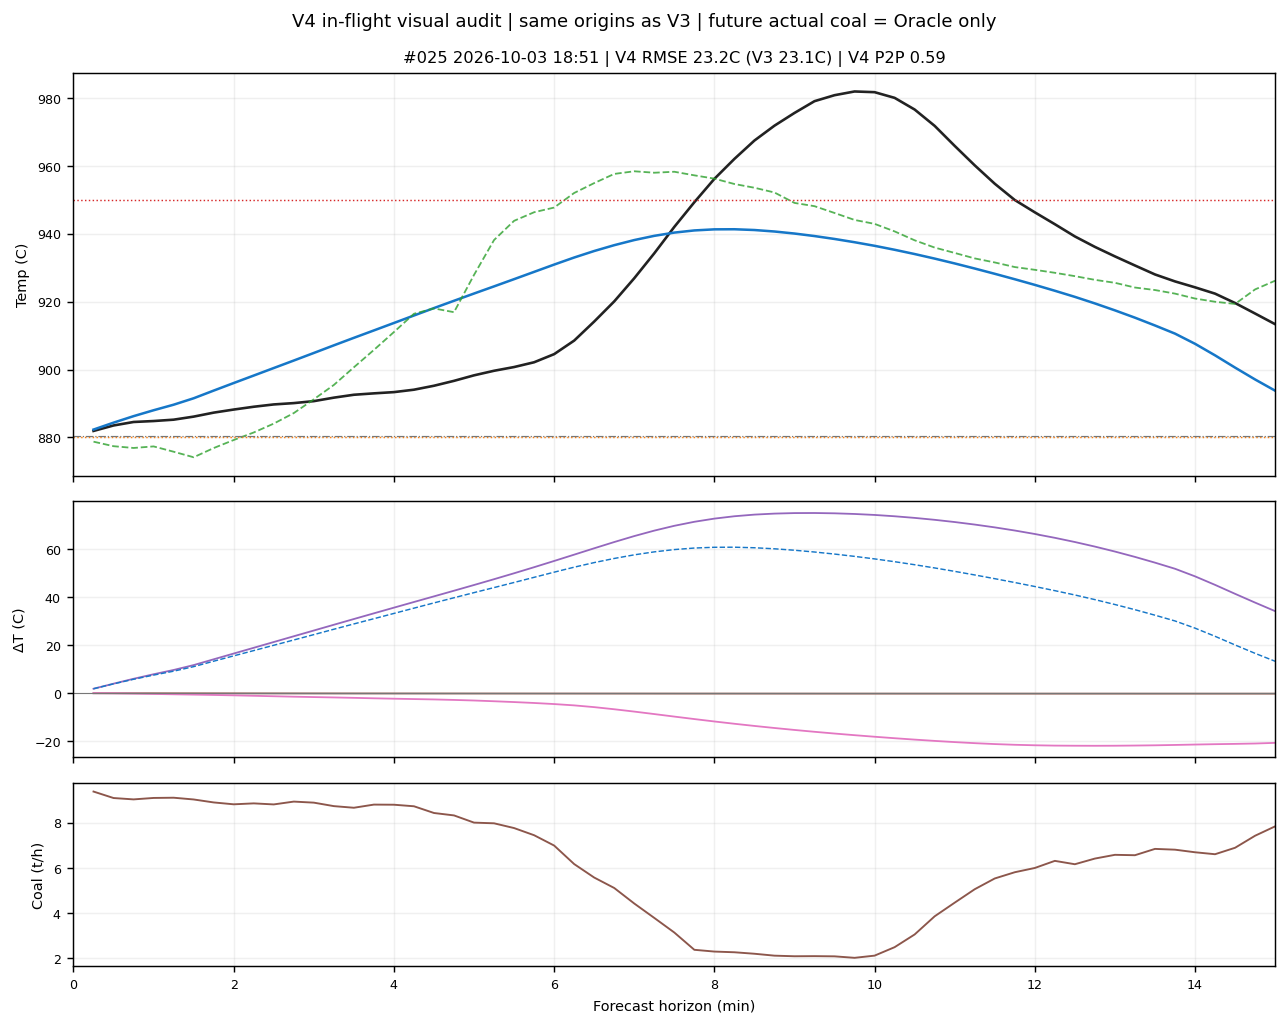 V4 in-flight visual audit | same origins as V3 | future actual coal = Oracle only
#025 2026-10-03 18:51 | V4 RMSE 23.2C (V3 23.1C) | V4 P2P 0.59
980
960
940
920
900
880
Temp (C)
60
40
20
0
−20
ΔT (C)
8
6
4
2
Coal (t/h)
0 2 4 6 8 10 12 14
Forecast horizon (min)